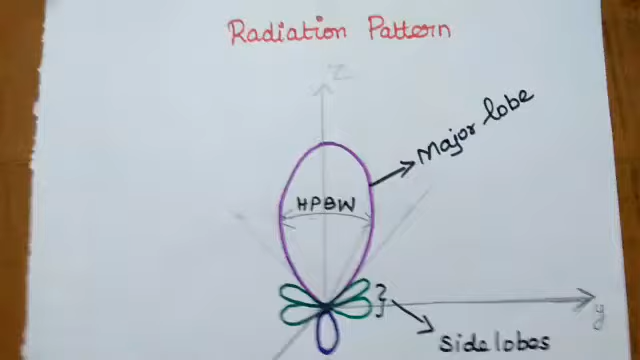 Radiation Pattern
Z
Major lobe
HPBW
y
Side lobes